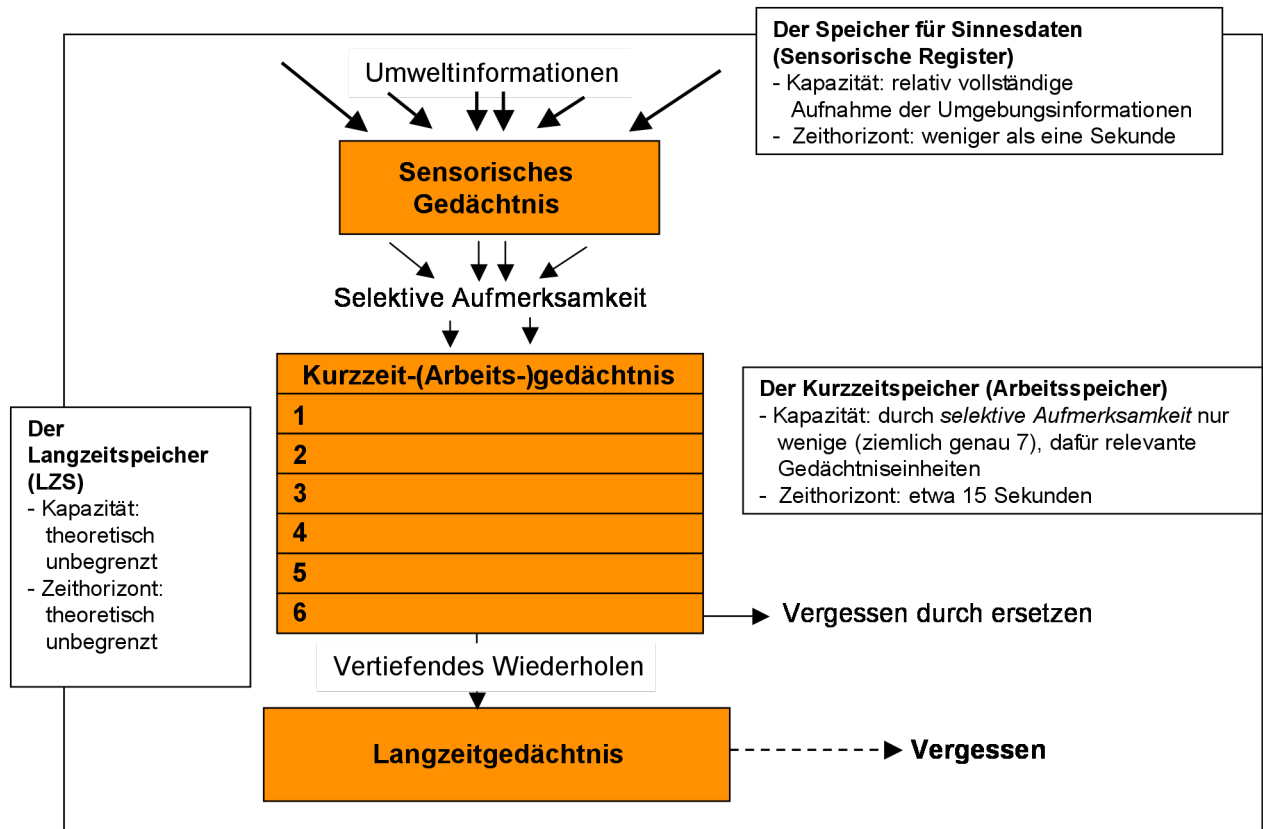 Der Speicher für Sinnesdaten
(Sensorische Register)
- Kapazität: relativ vollständige
Aufnahme der Umgebungsinformationen
- Zeithorizont: weniger als eine Sekunde
Umweltinformationen
Sensorisches
Gedächtnis
Selektive Aufmerksamkeit
Kurzzeit-(Arbeits-)gedächtnis
1
2
3
4
5
6
Der Kurzzeitspeicher (Arbeitsspeicher)
- Kapazität: durch selektive Aufmerksamkeit nur
wenige (ziemlich genau 7), dafür relevante
Gedächtniseinheiten
- Zeithorizont: etwa 15 Sekunden
Der
Langzeitspeicher
(LZS)
- Kapazität:
theoretisch
unbegrenzt
- Zeithorizont:
theoretisch
unbegrenzt
Vergessen durch ersetzen
Vertiefendes Wiederholen
Langzeitgedächtnis
Vergessen